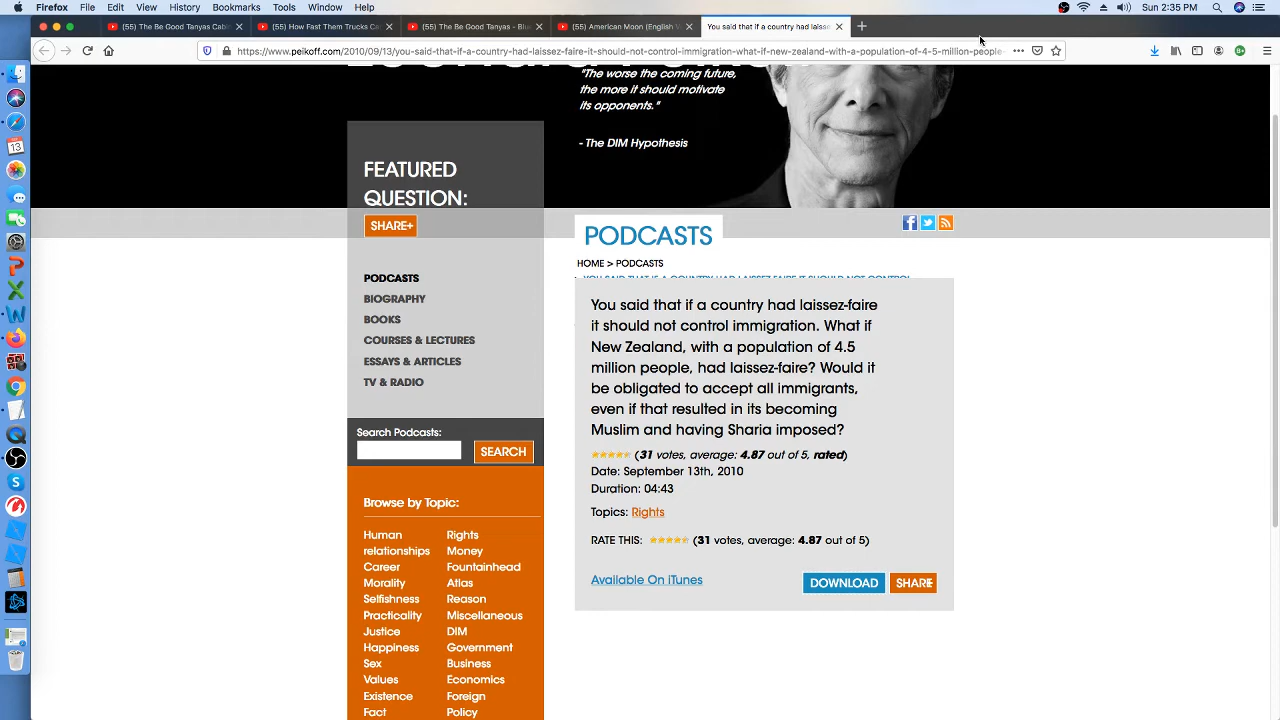 Firefox File Edit View History Bookmarks Tools Window Help Sun 2:35 PM
(55) The Be Good Tanyas Cab
(55) How Fast Them Trucks Ca
(55) The Be Good Tanyas - Blue
(55) American Moon (English V
You said that if a country had laisse
https://www.peikoff.com/2010/09/13/you-said-that-if-a-country-had-laissez-faire-it-should-not-control-immigration-what-if-new-zealand-with-a-population-of-4-5-million-people-
"The worse the coming future,
the more it should motivate
its opponents."
- The DIM Hypothesis
FEATURED
QUESTION:
SHARE+
PODCASTS
BIOGRAPHY
BOOKS
COURSES & LECTURES
ESSAYS & ARTICLES
TV & RADIO
Search Podcasts:
SEARCH
Browse by Topic:
Human
relationships
Career
Morality
Selfishness
Practicality
Justice
Happiness
Sex
Values
Existence
Fact
Rights
Money
Fountainhead
Atlas
Reason
Miscellaneous
DIM
Government
Business
Economics
Foreign
Policy
PODCASTS
HOME > PODCASTS
YOU SAID THAT IF A COUNTRY HAD LAISSEZ-FAIRE IT SHOULD NOT CONTROL
You said that if a country had laissez-faire
it should not control immigration. What if
New Zealand, with a population of 4.5
million people, had laissez-faire? Would it
be obligated to accept all immigrants,
even if that resulted in its becoming
Muslim and having Sharia imposed?
(31 votes, average: 4.87 out of 5, rated)
Date: September 13th, 2010
Duration: 04:43
Topics: Rights
RATE THIS: (31 votes, average: 4.87 out of 5)
Available On iTunes
DOWNLOAD
SHARE